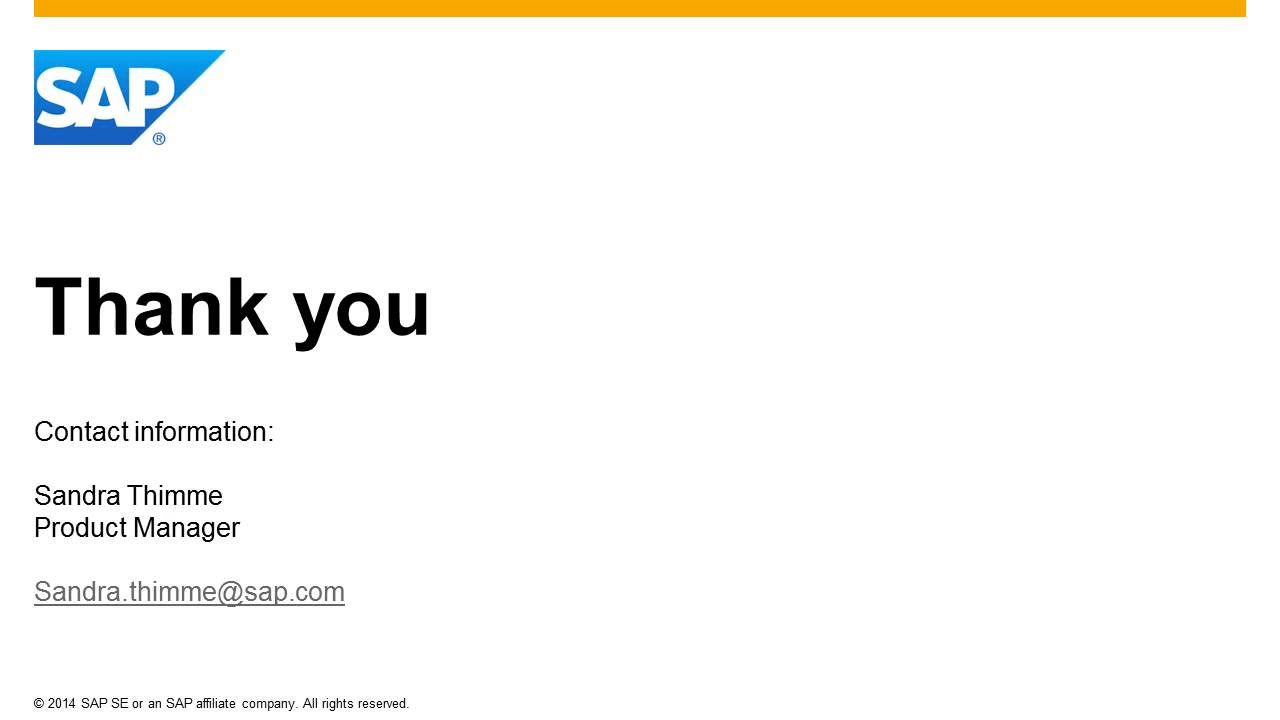 SAP®
Thank you
Contact information:
Sandra Thimme
Product Manager
Sandra.thimme@sap.com
© 2014 SAP SE or an SAP affiliate company. All rights reserved.